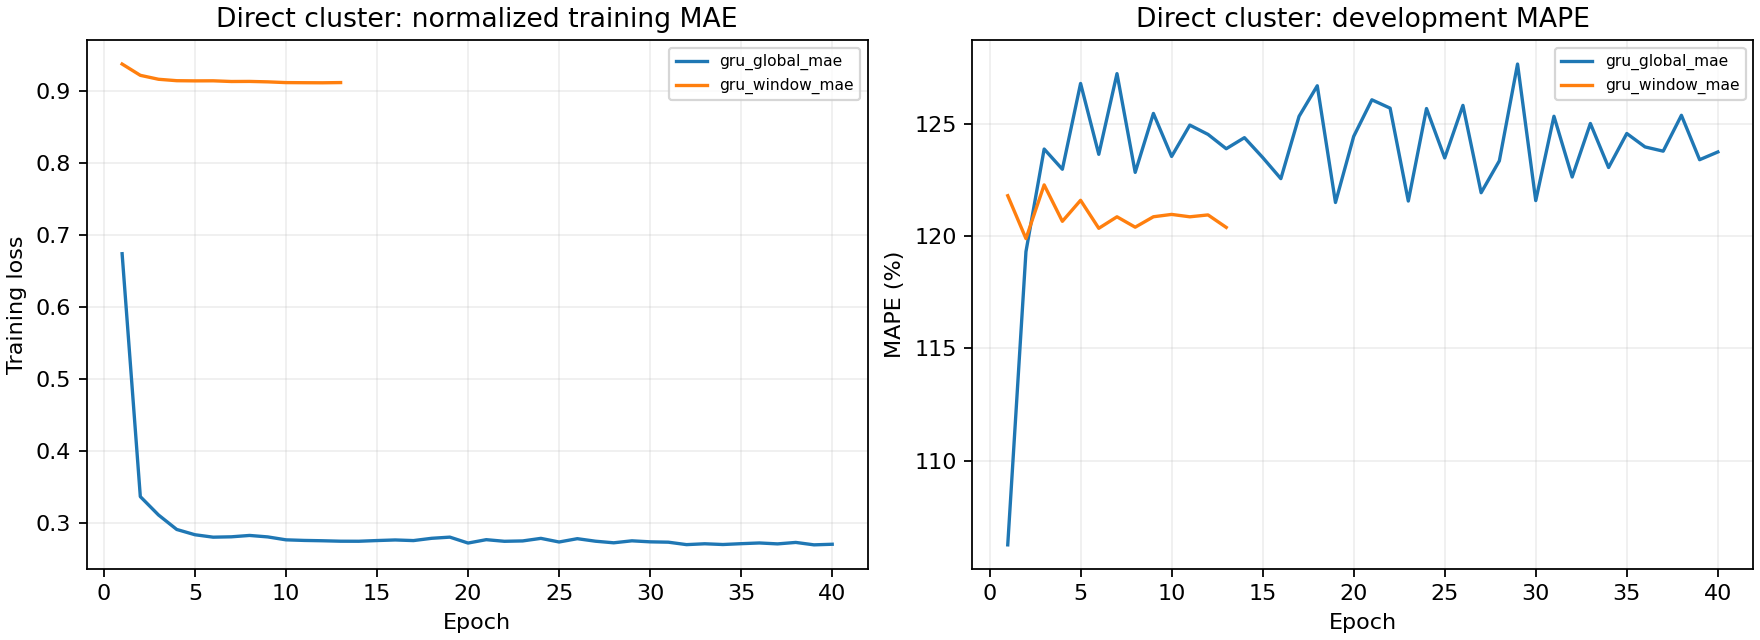 Direct cluster: normalized training MAE
gru_global_mae
gru_window_mae
0.9
0.8
0.7
0.6
0.5
0.4
0.3
Training loss
0 5 10 15 20 25 30 35 40
Epoch
Direct cluster: development MAPE
gru_global_mae
gru_window_mae
125
120
115
110
MAPE (%)
0 5 10 15 20 25 30 35 40
Epoch